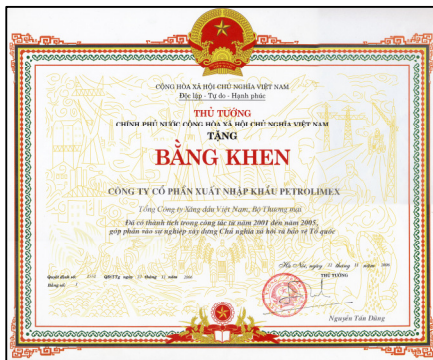 CỘNG HÒA XÃ HỘI CHỦ NGHĨA VIỆT NAM
Độc lập - Tự do - Hạnh phúc
THỦ TƯỚNG
CHÍNH PHỦ NƯỚC CỘNG HÒA XÃ HỘI CHỦ NGHĨA VIỆT NAM
TẶNG
BẰNG KHEN
CÔNG TY CỔ PHẦN XUẤT NHẬP KHẨU PETROLIMEX
Tổng Công ty Xăng dầu Việt Nam, Bộ Thương mại
Đã có thành tích trong công tác từ năm 2001 đến năm 2005,
góp phần vào sự nghiệp xây dựng Chủ nghĩa xã hội và bảo vệ Tổ quốc
Quyết định số: QĐ/TTg ngày 13 tháng 11 năm 2006
Bảng số:
Hà Nội, ngày 13 tháng 11 năm 2006
THỦ TƯỚNG
Nguyễn Tấn Dũng